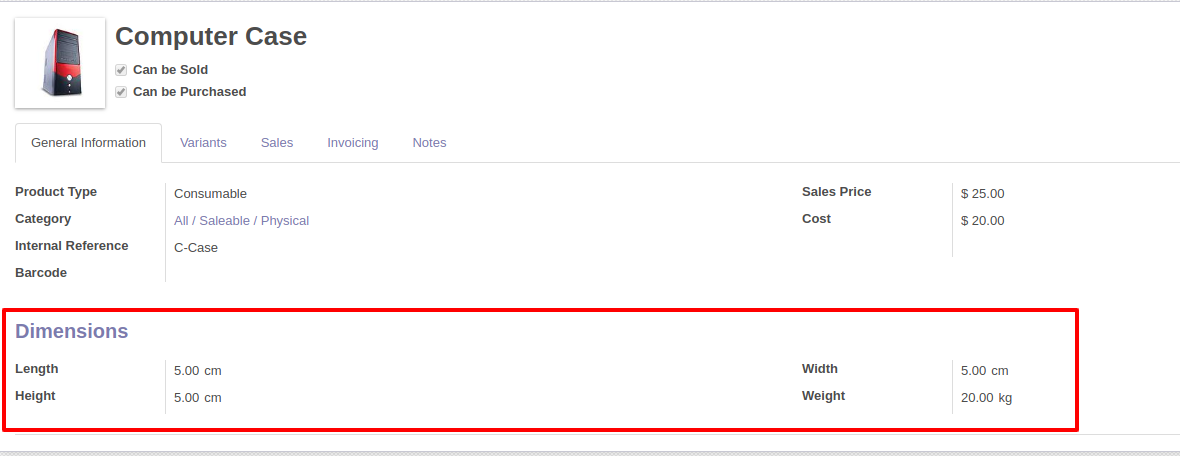 Computer Case
Can be Sold
Can be Purchased
General Information Variants Sales Invoicing Notes
Product Type Consumable Sales Price $ 25.00
Category All / Saleable / Physical Cost $ 20.00
Internal Reference C-Case
Barcode
Dimensions
Length 5.00 cm Width 5.00 cm
Height 5.00 cm Weight 20.00 kg